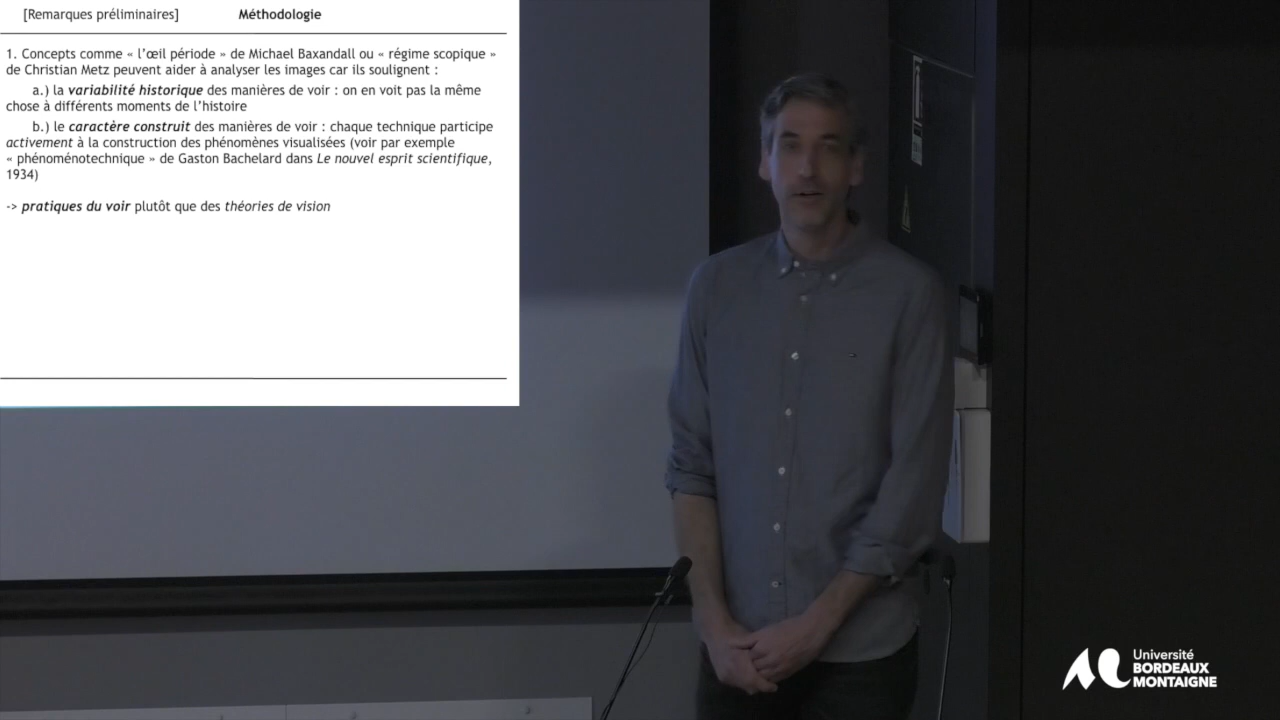 [Remarques préliminaires] Méthodologie
1. Concepts comme « l’œil période » de Michael Baxandall ou « régime scopique »
de Christian Metz peuvent aider à analyser les images car ils soulignent :
a.) la variabilité historique des manières de voir : on en voit pas la même
chose à différents moments de l’histoire
b.) le caractère construit des manières de voir : chaque technique participe
activement à la construction des phénomènes visualisées (voir par exemple
« phénoménotechnique » de Gaston Bachelard dans Le nouvel esprit scientifique,
1934)
-> pratiques du voir plutôt que des théories de vision
Université
BORDEAUX
MONTAIGNE